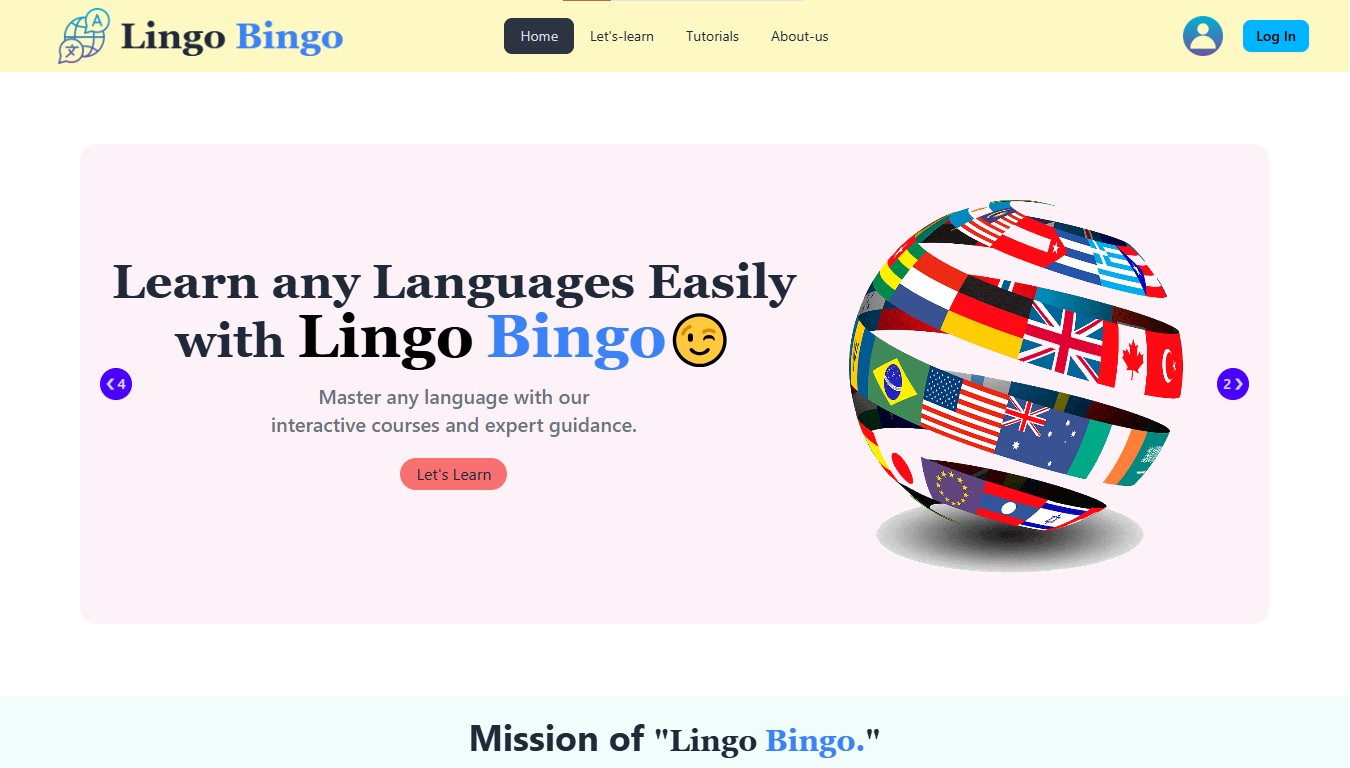 Lingo Bingo
Home
Let's-learn
Tutorials
About-us
Log In
Learn any Languages Easily
with Lingo Bingo😉
Master any language with our
interactive courses and expert guidance.
Let's Learn
❮4
2❯
Mission of "Lingo Bingo."